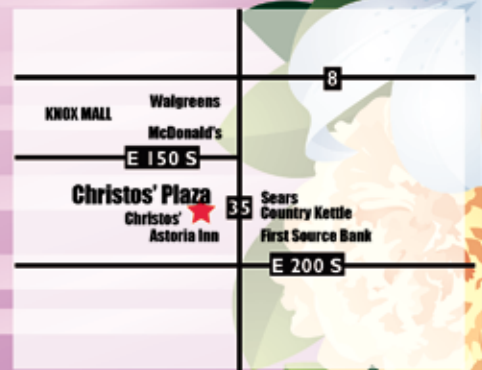 8
Walgreens
KNOX MALL
McDonald's
E 150 S
Christos' Plaza
Christos'
Astoria Inn
35
Sears
Country Kettle
First Source Bank
E 200 S